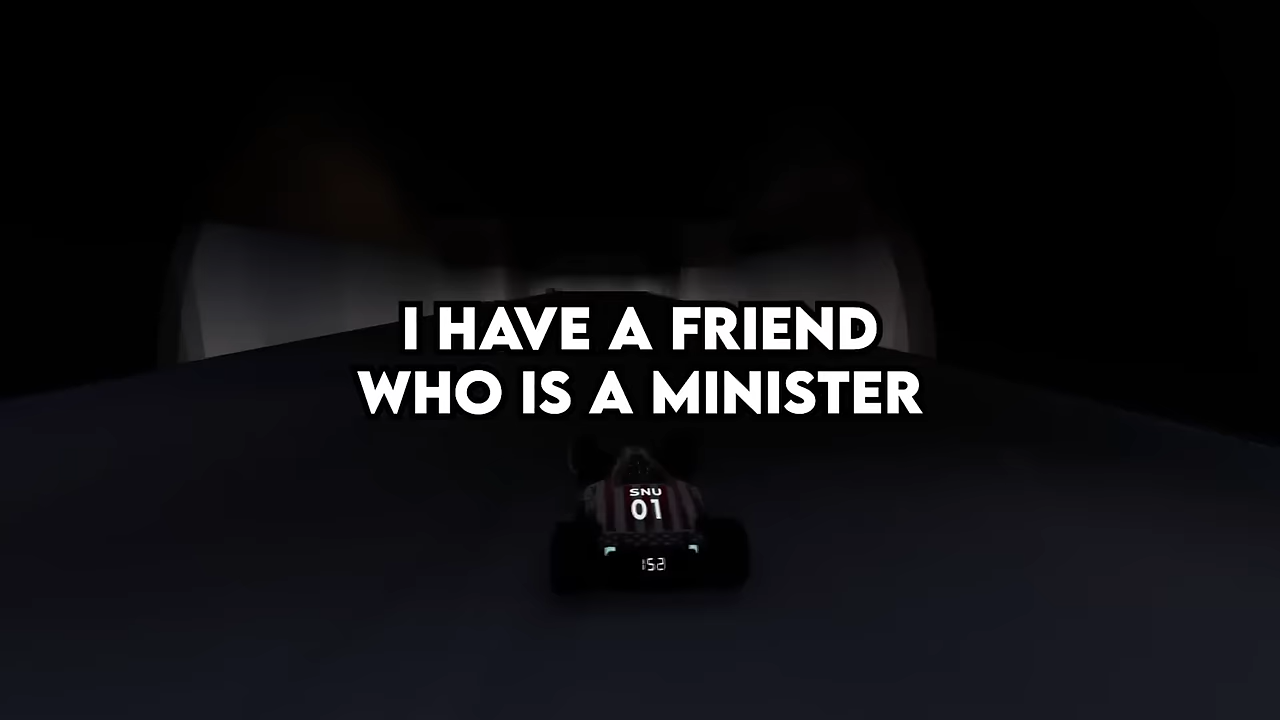 I HAVE A FRIEND
WHO IS A MINISTER
SNU
01
152